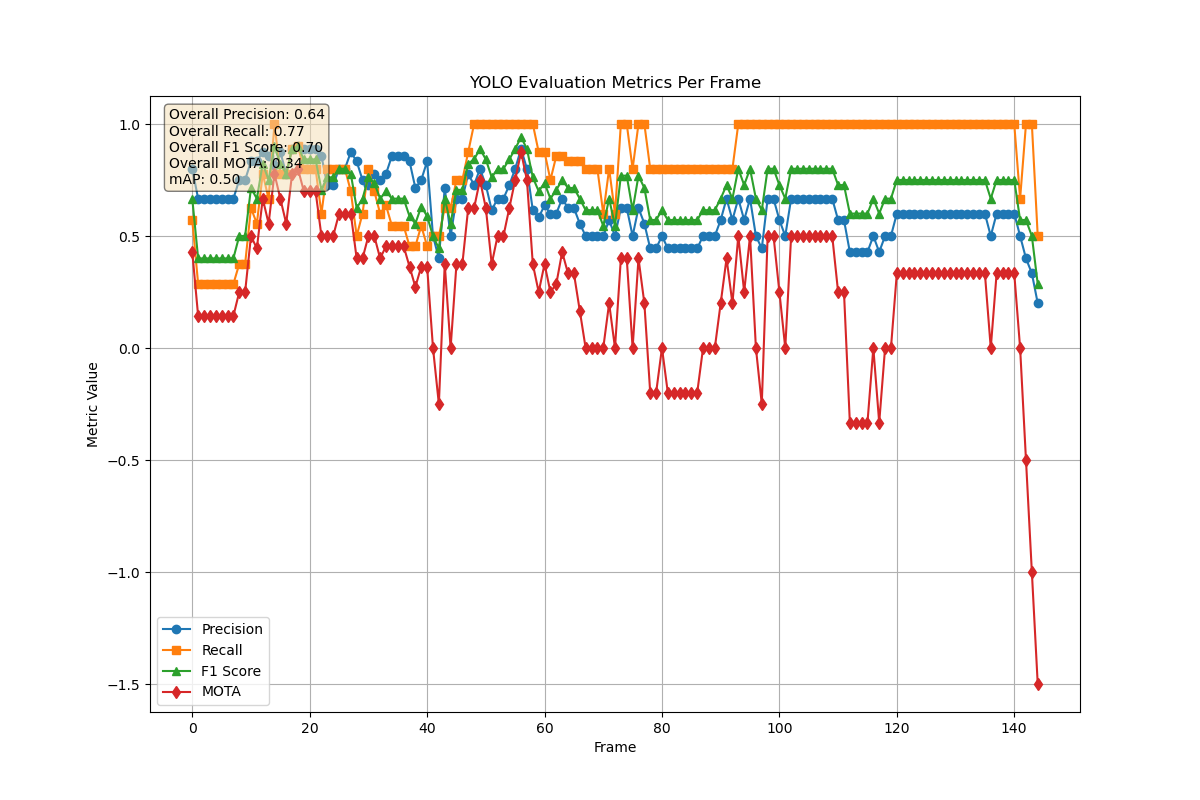 YOLO Evaluation Metrics Per Frame
Overall Precision: 0.64
Overall Recall: 0.77
Overall F1 Score: 0.70
Overall MOTA: 0.34
mAP: 0.50
1.0
0.5
0.0
−0.5
−1.0
−1.5
Metric Value
Precision
Recall
F1 Score
MOTA
0 20 40 60 80 100 120 140
Frame